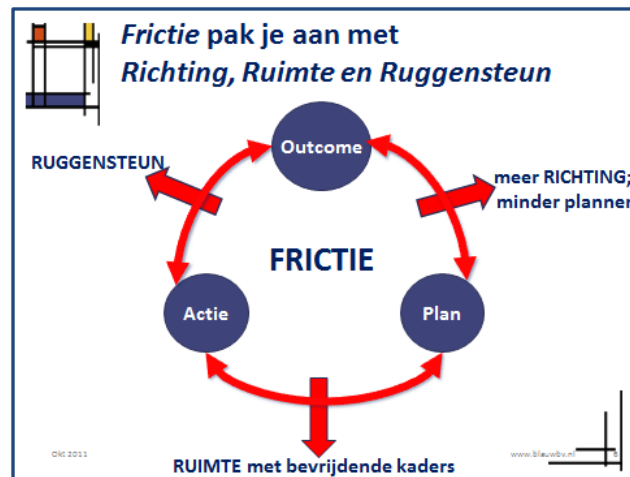 Frictie pak je aan met
Richting, Ruimte en Ruggensteun
Outcome
RUGGENSTEUN
meer RICHTING;
minder planner
FRICTIE
Actie
Plan
Okt 2011
www.blauwbv.nl
RUIMTE met bevrijdende kaders